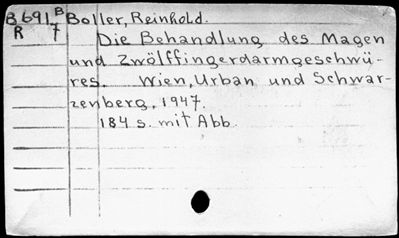 B691 B Boller, Reinhold.
R 7 Die Behandlung des Magen
und Zwölffingerdarmgeschwü-
res. Wien, Urban und Schwar-
zenberg, 1947.
184 s. mit Abb.